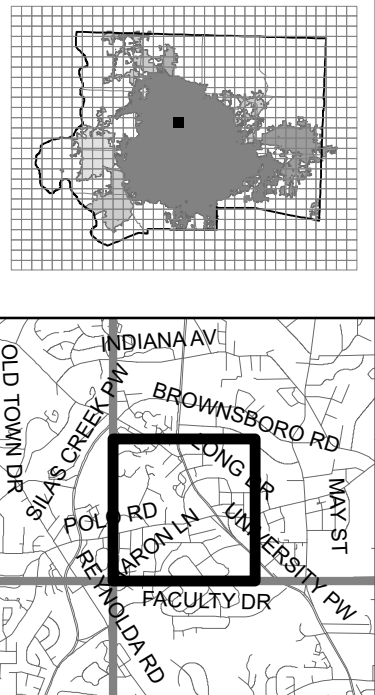 INDIANA AV
OLD TOWN DR
SILAS CREEK PW
BROWNSBORO RD
LONG DR
MAY ST
POLO RD
AARON LN
UNIVERSITY PW
REYNOLDA RD
FACULTY DR